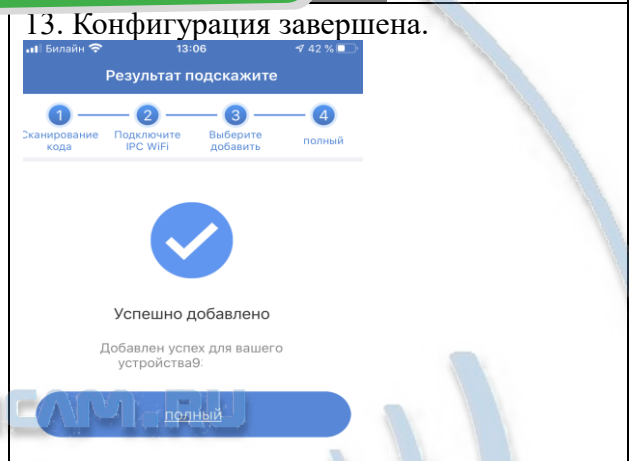 13. Конфигурация завершена.
Билайн 13:06 42 %
Результат подскажите
1 2 3 4
Сканирование Подключите Выберите полный
кода IPC WiFi добавить
Успешно добавлено
Добавлен успех для вашего
устройства9:
полный
CAM.RU